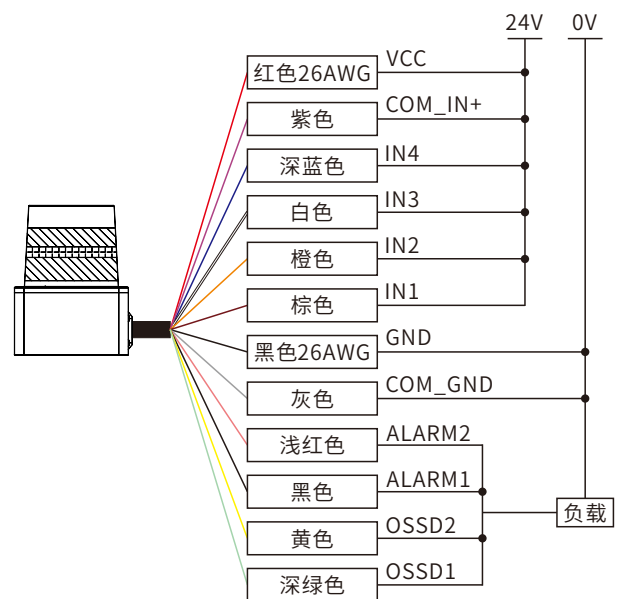 24V 0V
红色26AWG VCC
紫色 COM_IN+
深蓝色 IN4
白色 IN3
橙色 IN2
棕色 IN1
黑色26AWG GND
灰色 COM_GND
浅红色 ALARM2
黑色 ALARM1
负载
黄色 OSSD2
深绿色 OSSD1